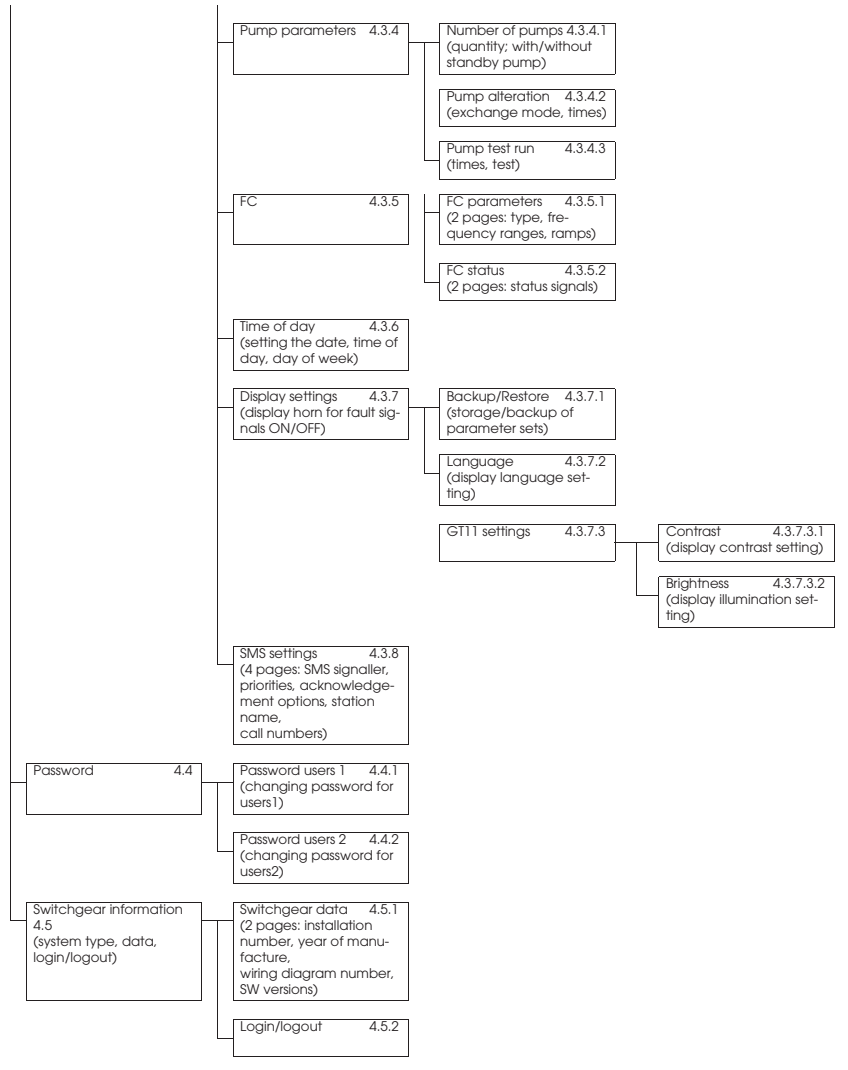 Pump parameters 4.3.4
Number of pumps 4.3.4.1
(quantity; with/without
standby pump)
Pump alteration 4.3.4.2
(exchange mode, times)
Pump test run 4.3.4.3
(times, test)
FC 4.3.5
FC parameters 4.3.5.1
(2 pages: type, fre-
quency ranges, ramps)
FC status 4.3.5.2
(2 pages: status signals)
Time of day 4.3.6
(setting the date, time of
day, day of week)
Display settings 4.3.7
(display horn for fault sig-
nals ON/OFF)
Backup/Restore 4.3.7.1
(storage/backup of
parameter sets)
Language 4.3.7.2
(display language set-
ting)
GT11 settings 4.3.7.3
Contrast 4.3.7.3.1
(display contrast setting)
Brightness 4.3.7.3.2
(display illumination set-
ting)
SMS settings 4.3.8
(4 pages: SMS signaller,
priorities, acknowledge-
ment options, station
name,
call numbers)
Password 4.4
Password users 1 4.4.1
(changing password for
users1)
Password users 2 4.4.2
(changing password for
users2)
Switchgear information
4.5
(system type, data,
login/logout)
Switchgear data 4.5.1
(2 pages: installation
number, year of manu-
facture,
wiring diagram number,
SW versions)
Login/logout 4.5.2